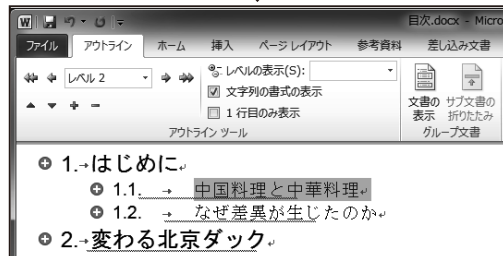 目次.docx - Micro
ファイル アウトライン ホーム 挿入 ページ レイアウト 参考資料 差し込み文書
レベル 2 レベルの表示(S):
文字列の書式の表示
1 行目のみ表示
文書の表示 サブ文書の折りたたみ
アウトライン ツール グループ文書
1.→はじめに
1.1. → 中国料理と中華料理
1.2. → なぜ差異が生じたのか
2.→変わる北京ダック